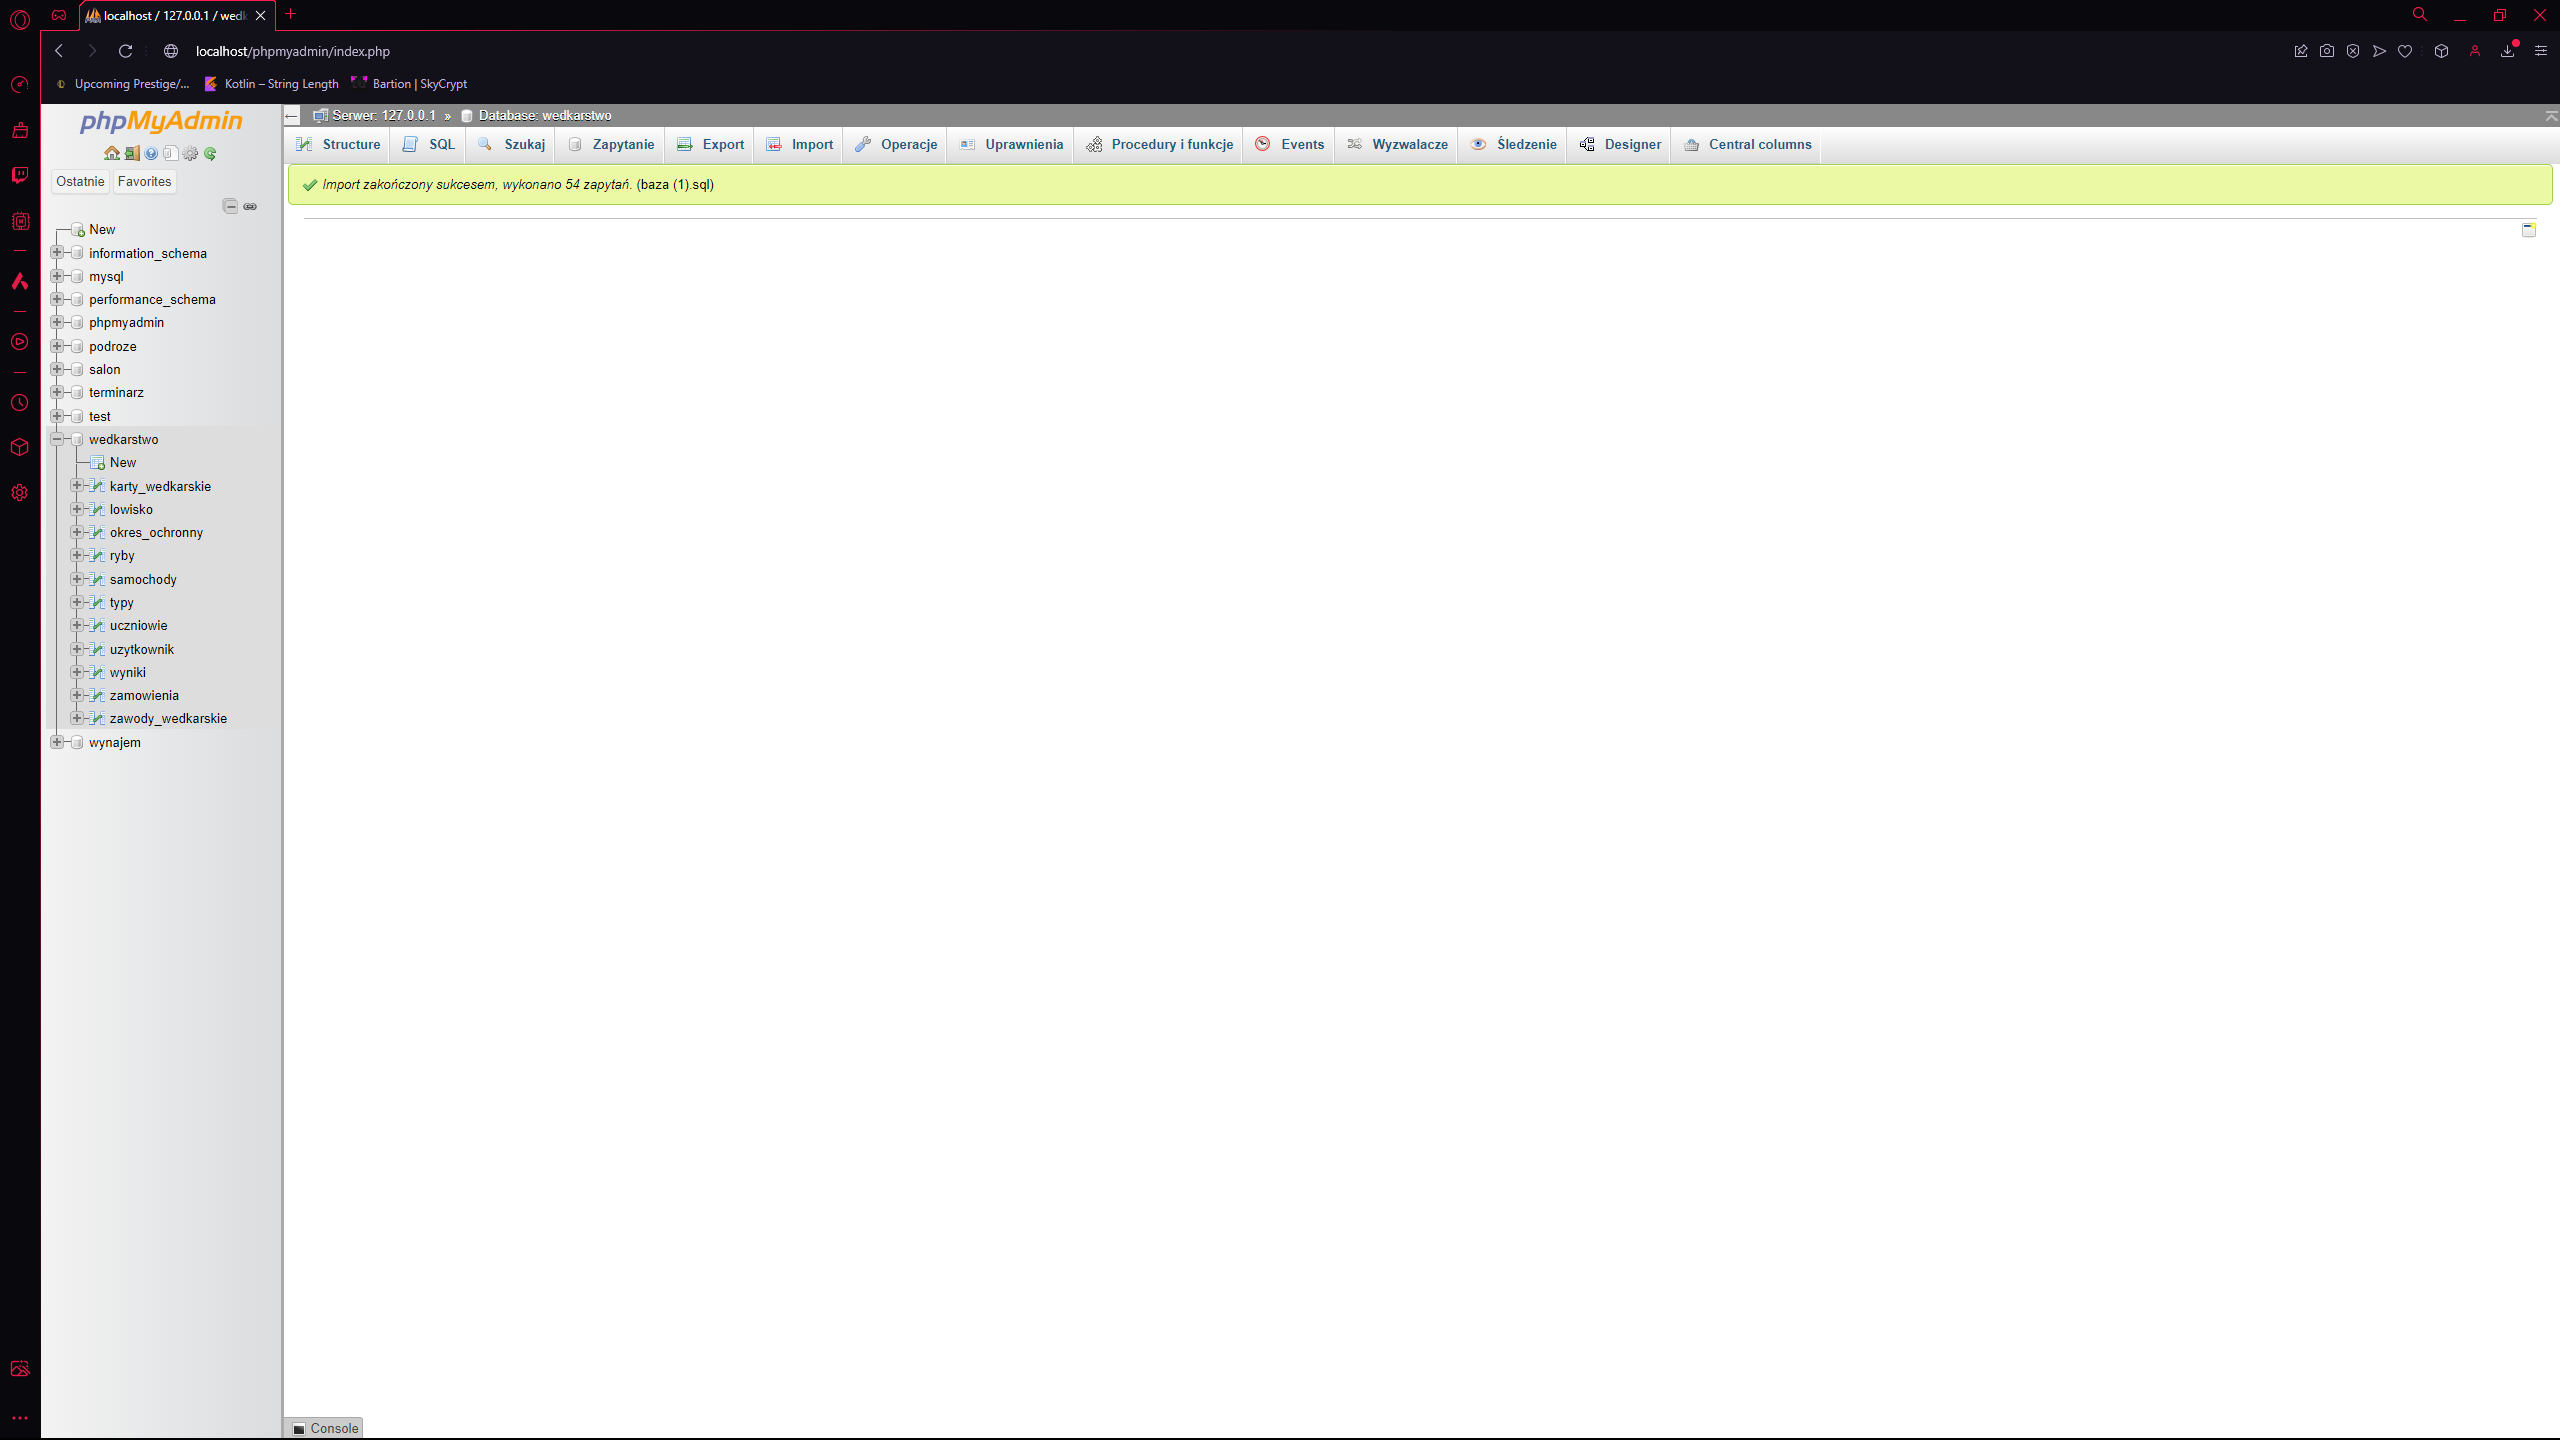 localhost / 127.0.0.1 / wedk
localhost/phpmyadmin/index.php
Upcoming Prestige/...
Kotlin – String Length
Bartion | SkyCrypt
phpMyAdmin
Ostatnie
Favorites
New
information_schema
mysql
performance_schema
phpmyadmin
podroze
salon
terminarz
test
wedkarstwo
New
karty_wedkarskie
lowisko
okres_ochronny
ryby
samochody
typy
uczniowie
uzytkownik
wyniki
zamowienia
zawody_wedkarskie
wynajem
Serwer: 127.0.0.1 » Database: wedkarstwo
Structure
SQL
Szukaj
Zapytanie
Export
Import
Operacje
Uprawnienia
Procedury i funkcje
Events
Wyzwalacze
Śledzenie
Designer
Central columns
Import zakończony sukcesem, wykonano 54 zapytań. (baza (1).sql)
Console